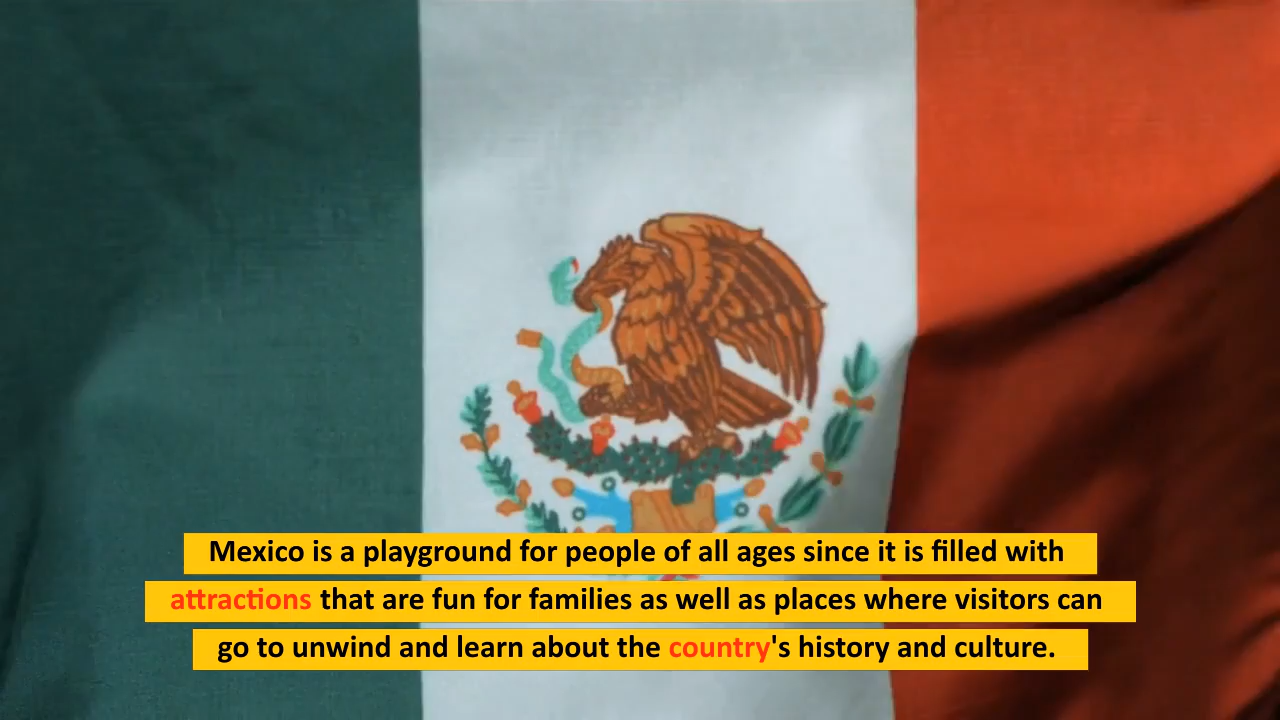 Mexico is a playground for people of all ages since it is filled with
attractions that are fun for families as well as places where visitors can
go to unwind and learn about the country's history and culture.